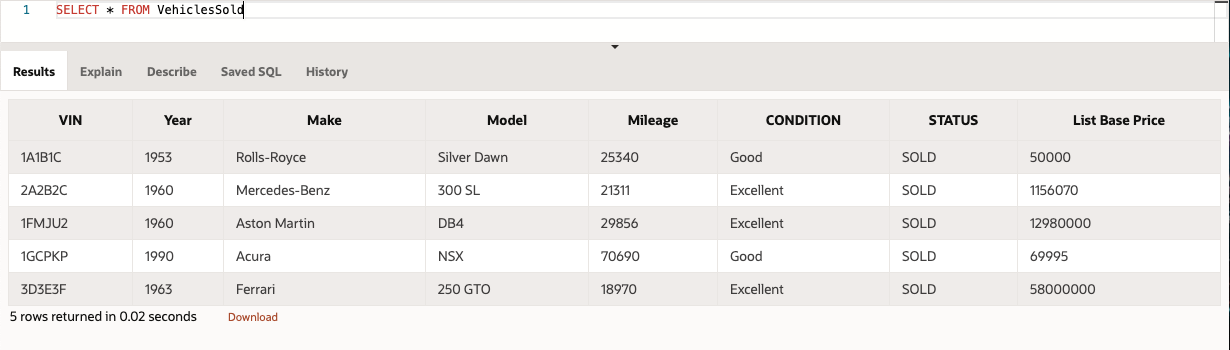 1 SELECT * FROM VehiclesSold
Results Explain Describe Saved SQL History
VIN Year Make Model Mileage CONDITION STATUS List Base Price
1A1B1C 1953 Rolls-Royce Silver Dawn 25340 Good SOLD 50000
2A2B2C 1960 Mercedes-Benz 300 SL 21311 Excellent SOLD 1156070
1FMJU2 1960 Aston Martin DB4 29856 Excellent SOLD 12980000
1GCPKP 1990 Acura NSX 70690 Good SOLD 69995
3D3E3F 1963 Ferrari 250 GTO 18970 Excellent SOLD 58000000
5 rows returned in 0.02 seconds Download